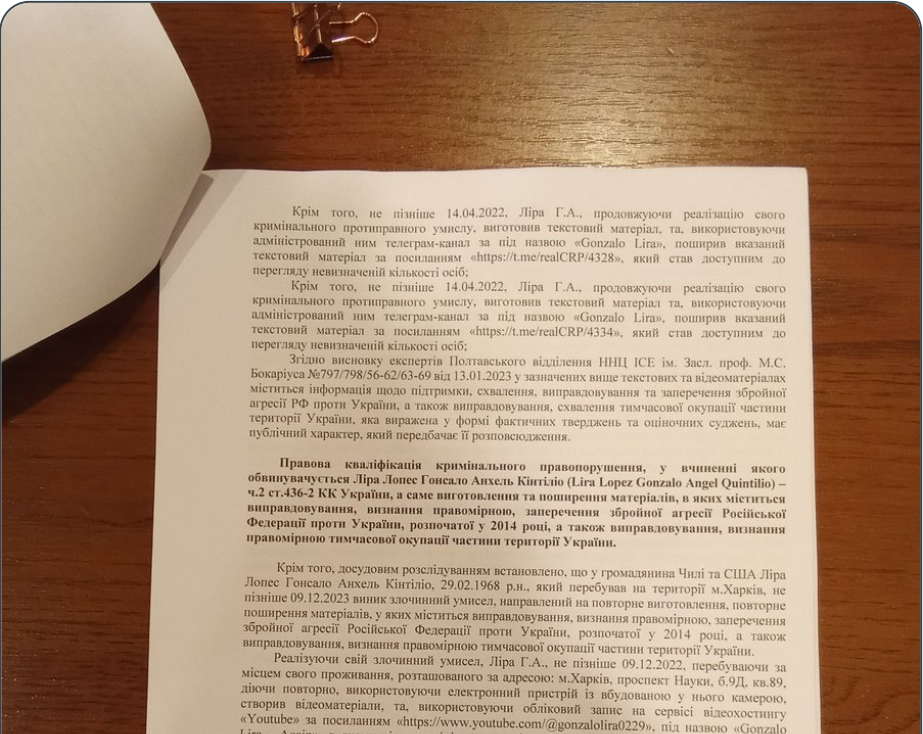 Крім того, не пізніше 14.04.2022, Ліра Г.А., продовжуючи реалізацію свого
кримінального протиправного умислу, виготовив текстовий матеріал, та, використовуючи
адміністрований ним телеграм-канал за під назвою «Gonzalo Lira», поширив вказаний
текстовий матеріал за посиланням «https://t.me/realCRP/4328», який став доступним до
перегляду невизначеній кількості осіб;
Крім того, не пізніше 14.04.2022, Ліра Г.А., продовжуючи реалізацію свого
кримінального протиправного умислу, виготовив текстовий матеріал та, використовуючи
адміністрований ним телеграм-канал за під назвою «Gonzalo Lira», поширив вказаний
текстовий матеріал за посиланням «https://t.me/realCRP/4334», який став доступним до
перегляду невизначеній кількості осіб;
Згідно висновку експертів Полтавського відділення ННЦ ІСЕ ім. Засл. проф. М.С.
Бокаріуса №797/798/56-62/63-69 від 13.01.2023 у зазначених вище текстових та відеоматеріалах
міститься інформація щодо підтримки, схвалення, виправдовування та заперечення збройної
агресії РФ проти України, а також виправдовування, схвалення тимчасової окупації частини
території України, яка виражена у формі фактичних тверджень та оціночних суджень, має
публічний характер, який передбачає її розповсюдження.
Правова кваліфікація кримінального правопорушення, у вчиненні якого
обвинувачується Ліра Лопес Гонсало Анхель Кінтіліо (Lira Lopez Gonzalo Angel Quintilio) –
ч.2 ст.436-2 КК України, а саме виготовлення та поширення матеріалів, в яких міститься
виправдовування, визнання правомірною, заперечення збройної агресії Російської
Федерації проти України, розпочатої у 2014 році, а також виправдовування, визнання
правомірною тимчасової окупації частини території України.
Крім того, досудовим розслідуванням встановлено, що у громадянина Чилі та США Ліра
Лопес Гонсало Анхель Кінтіліо, 29.02.1968 р.н., який перебував на території м.Харків, не
пізніше 09.12.2023 виник злочинний умисел, направлений на повторне виготовлення, повторне
поширення матеріалів, у яких міститься виправдовування, визнання правомірною, заперечення
збройної агресії Російської Федерації проти України, розпочатої у 2014 році, а також
виправдовування, визнання правомірною тимчасової окупації частини території України.
Реалізуючи свій злочинний умисел, Ліра Г.А., не пізніше 09.12.2022, перебуваючи за
місцем свого проживання, розташованого за адресою: м.Харків, проспект Науки, б.9Д, кв.89,
діючи повторно, використовуючи електронний пристрій із вбудованою у нього камерою,
створив відеоматеріали, та, використовуючи обліковий запис на сервісі відеохостингу
«Youtube» за посиланням «https://www.youtube.com/@gonzalolira0229», під назвою «Gonzalo